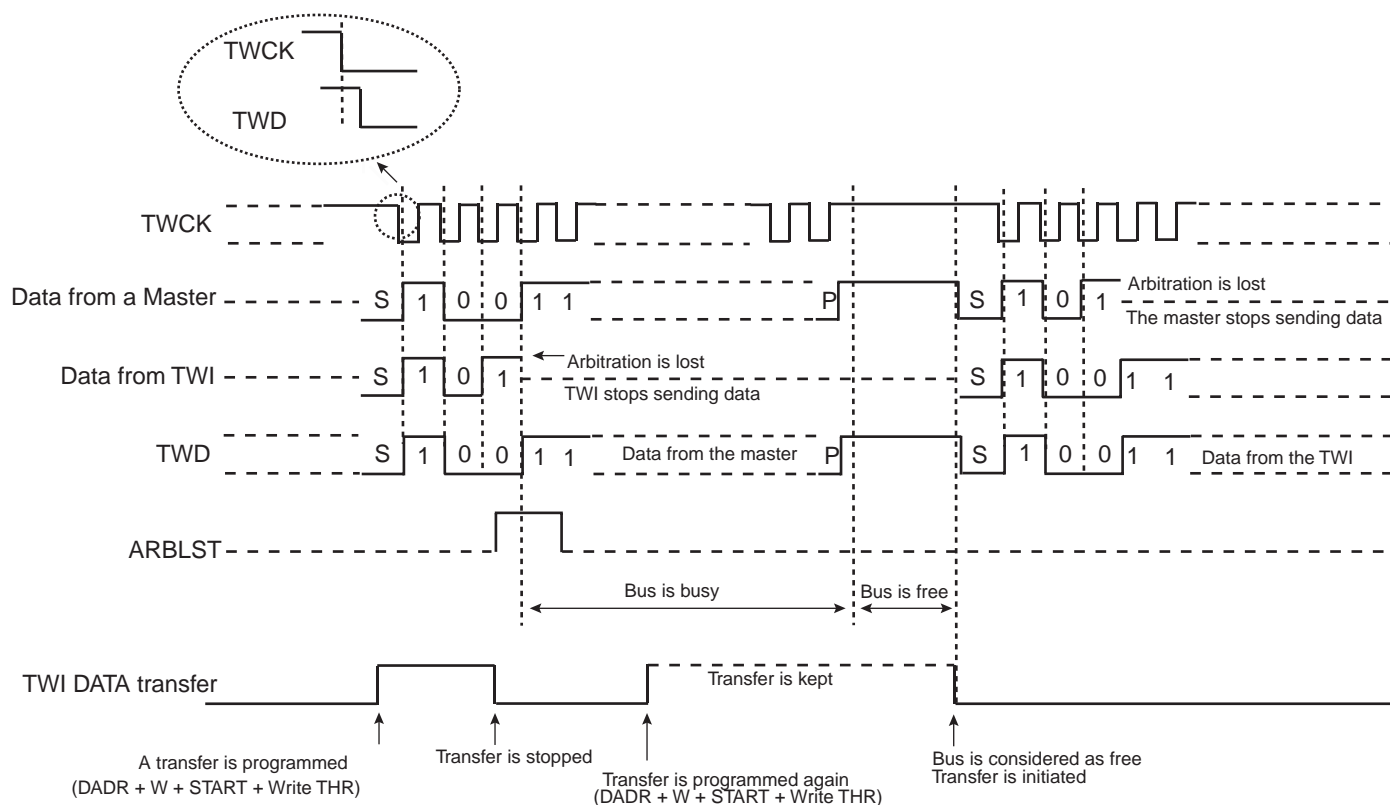 TWCK
TWD
TWCK
Data from a Master S 1 0 0 1 1 P S 1 0 1 Arbitration is lost
The master stops sending data
Data from TWI S 1 0 1 Arbitration is lost S 1 0 0 1 1
TWI stops sending data
TWD S 1 0 0 1 1 Data from the master P S 1 0 0 1 1 Data from the TWI
ARBLST
Bus is busy Bus is free
TWI DATA transfer Transfer is kept
A transfer is programmed
(DADR + W + START + Write THR)
Transfer is stopped
Transfer is programmed again
(DADR + W + START + Write THR)
Bus is considered as free
Transfer is initiated